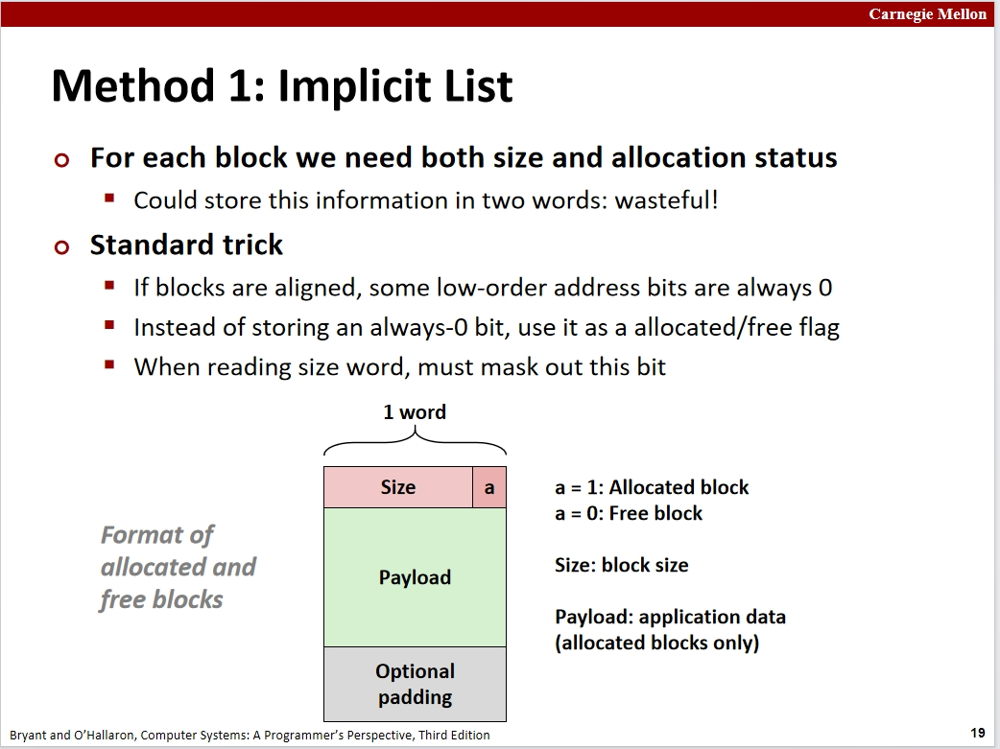 Carnegie Mellon
Method 1: Implicit List
For each block we need both size and allocation status
Could store this information in two words: wasteful!
Standard trick
If blocks are aligned, some low-order address bits are always 0
Instead of storing an always-0 bit, use it as a allocated/free flag
When reading size word, must mask out this bit
1 word
Size a
Payload
Optional
padding
Format of
allocated and
free blocks
a = 1: Allocated block
a = 0: Free block
Size: block size
Payload: application data
(allocated blocks only)
Bryant and O’Hallaron, Computer Systems: A Programmer’s Perspective, Third Edition
19